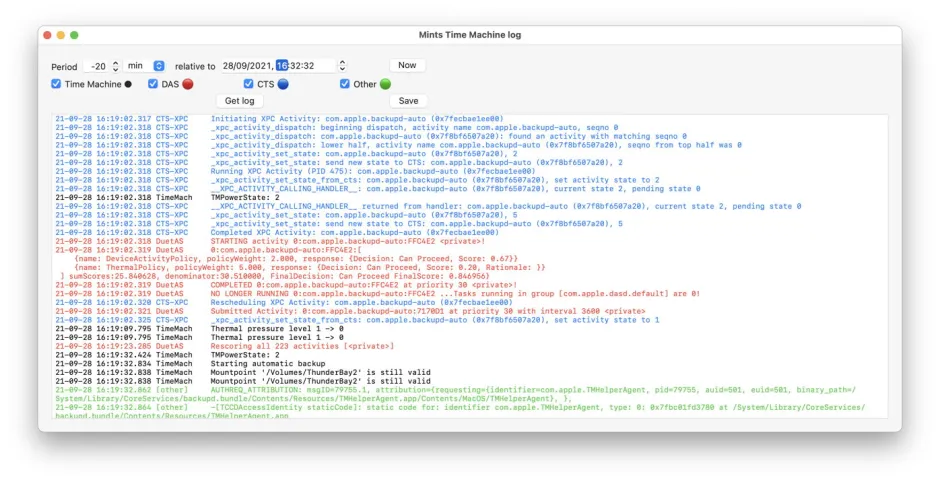 Mints Time Machine log
Period -20 min relative to 28/09/2021, 16:32:32 Now
Time Machine DAS CTS Other
Get log Save
21-09-28 16:19:02.317 CTS-XPC Initiating XPC Activity: com.apple.backupd-auto (0x7fecbae1ee00)
21-09-28 16:19:02.318 CTS-XPC _xpc_activity_dispatch: beginning dispatch, activity name com.apple.backupd-auto, seqno 0
21-09-28 16:19:02.318 CTS-XPC _xpc_activity_dispatch: com.apple.backupd-auto (0x7f8bf6507a20): found an activity with matching seqno 0
21-09-28 16:19:02.318 CTS-XPC _xpc_activity_dispatch: lower half, activity name com.apple.backupd-auto (0x7f8bf6507a20), seqno from top half was 0
21-09-28 16:19:02.318 CTS-XPC _xpc_activity_set_state: com.apple.backupd-auto (0x7f8bf6507a20), 2
21-09-28 16:19:02.318 CTS-XPC _xpc_activity_set_state: send new state to CTS: com.apple.backupd-auto (0x7f8bf6507a20), 2
21-09-28 16:19:02.318 CTS-XPC Running XPC Activity (PID 475): com.apple.backupd-auto (0x7fecbae1ee00)
21-09-28 16:19:02.318 CTS-XPC _xpc_activity_set_state_from_cts: com.apple.backupd-auto (0x7f8bf6507a20), set activity state to 2
21-09-28 16:19:02.318 CTS-XPC __XPC_ACTIVITY_CALLING_HANDLER__: com.apple.backupd-auto (0x7f8bf6507a20), current state 2, pending state 0
21-09-28 16:19:02.318 TimeMach TMPowerState: 2
21-09-28 16:19:02.318 CTS-XPC __XPC_ACTIVITY_CALLING_HANDLER__ returned from handler: com.apple.backupd-auto (0x7f8bf6507a20), current state 2, pending state 0
21-09-28 16:19:02.318 CTS-XPC _xpc_activity_set_state: com.apple.backupd-auto (0x7f8bf6507a20), 5
21-09-28 16:19:02.318 CTS-XPC _xpc_activity_set_state: send new state to CTS: com.apple.backupd-auto (0x7f8bf6507a20), 5
21-09-28 16:19:02.318 CTS-XPC Completed XPC Activity: com.apple.backupd-auto (0x7fecbae1ee00)
21-09-28 16:19:02.318 DuetAS STARTING activity 0:com.apple.backupd-auto:FFC4E2 <private>!
21-09-28 16:19:02.319 DuetAS 0:com.apple.backupd-auto:FFC4E2:[
{name: DeviceActivityPolicy, policyWeight: 2.000, response: {Decision: Can Proceed, Score: 0.67}}
{name: ThermalPolicy, policyWeight: 5.000, response: {Decision: Can Proceed, Score: 0.20, Rationale: }}
] sumScores:25.840628, denominator:30.510000, FinalDecision: Can Proceed FinalScore: 0.846956}
21-09-28 16:19:02.319 DuetAS COMPLETED 0:com.apple.backupd-auto:FFC4E2 at priority 30 <private>!
21-09-28 16:19:02.319 DuetAS NO LONGER RUNNING 0:com.apple.backupd-auto:FFC4E2 ...Tasks running in group [com.apple.dasd.default] are 0!
21-09-28 16:19:02.320 CTS-XPC Rescheduling XPC Activity: com.apple.backupd-auto (0x7fecbae1ee00)
21-09-28 16:19:02.321 DuetAS Submitted Activity: 0:com.apple.backupd-auto:7170D1 at priority 30 with interval 3600 <private>
21-09-28 16:19:02.325 CTS-XPC _xpc_activity_set_state_from_cts: com.apple.backupd-auto (0x7f8bf6507a20), set activity state to 1
21-09-28 16:19:09.795 TimeMach Thermal pressure level 1 -> 0
21-09-28 16:19:09.795 TimeMach Thermal pressure level 1 -> 0
21-09-28 16:19:23.285 DuetAS Rescoring all 223 activities [<private>]
21-09-28 16:19:32.424 TimeMach TMPowerState: 2
21-09-28 16:19:32.834 TimeMach Starting automatic backup
21-09-28 16:19:32.838 TimeMach Mountpoint '/Volumes/ThunderBay2' is still valid
21-09-28 16:19:32.838 TimeMach Mountpoint '/Volumes/ThunderBay2' is still valid
21-09-28 16:19:32.862 [other] AUTHREQ_ATTRIBUTION: msgID=79755.1, attribution={requesting={identifier=com.apple.TMHelperAgent, pid=79755, auid=501, euid=501, binary_path=/
System/Library/CoreServices/backupd.bundle/Contents/Resources/TMHelperAgent.app/Contents/MacOS/TMHelperAgent}, },
21-09-28 16:19:32.864 [other] -[TCCDAccessIdentity staticCode]: static code for: identifier com.apple.TMHelperAgent, type: 0: 0x7fbc01fd3780 at /System/Library/CoreServices/
backupd.bundle/Contents/Resources/TMHelperAgent.app